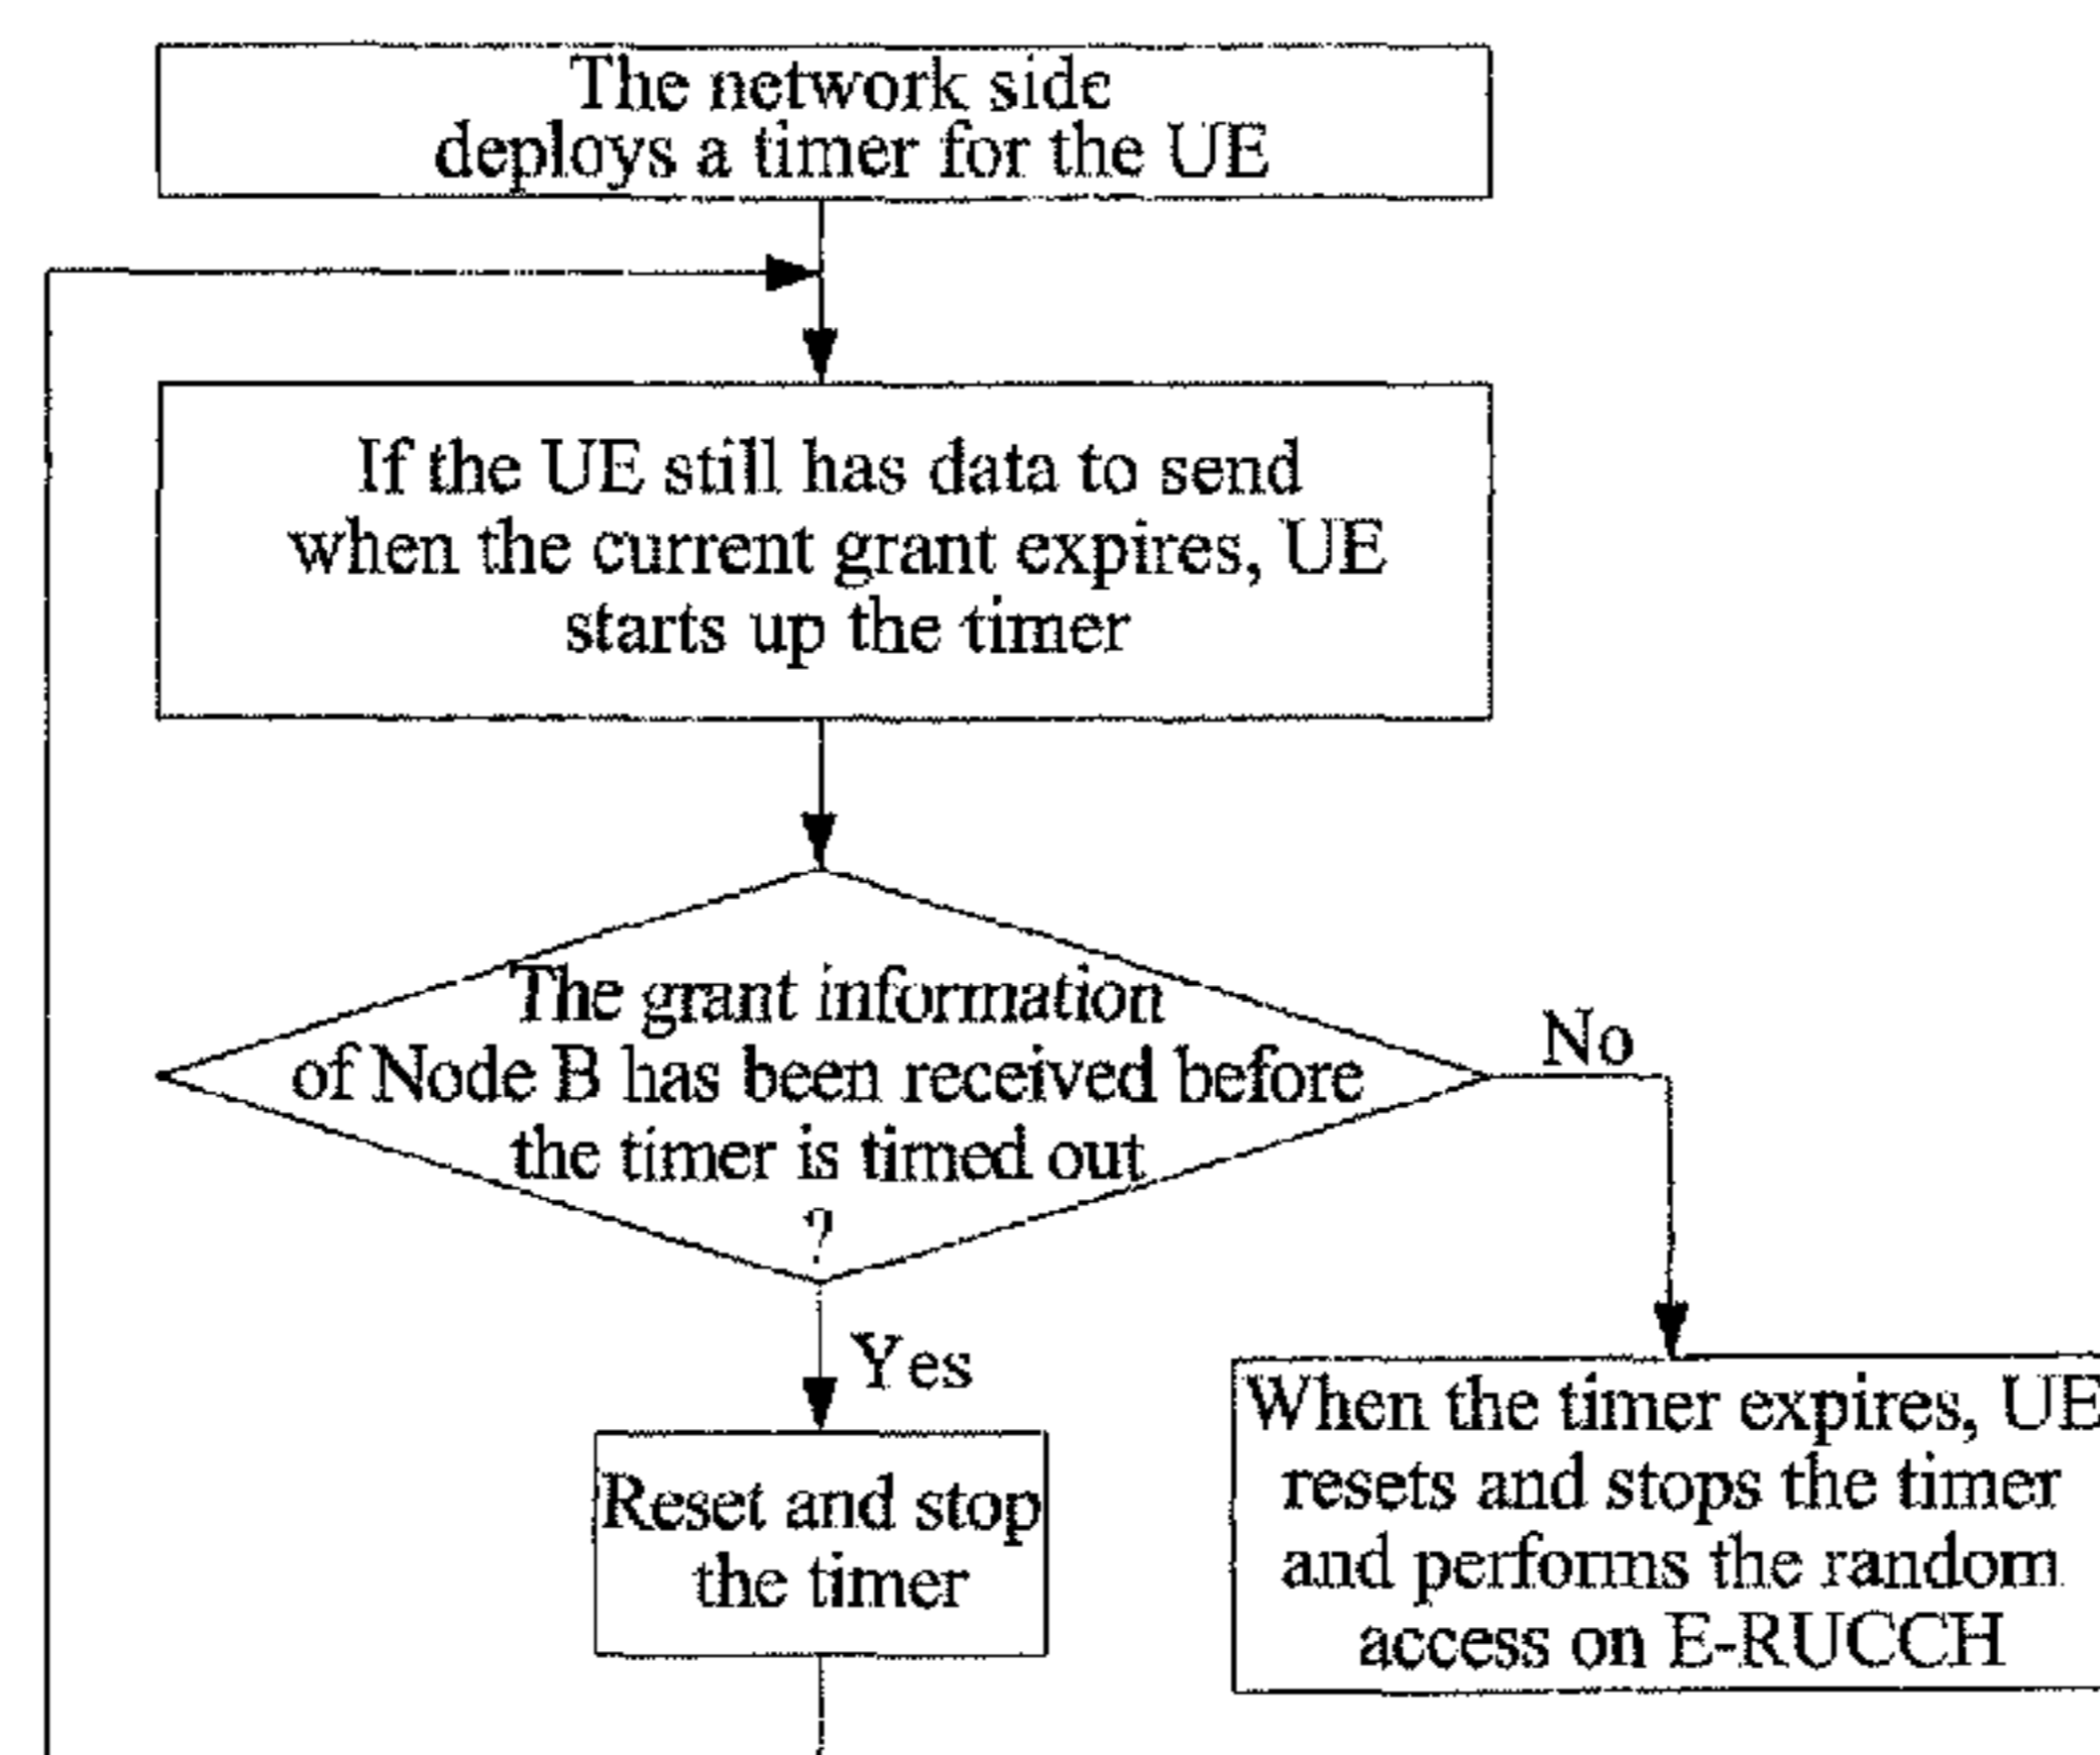 The network side
deploys a timer for the UE
If the UE still has data to send
when the current grant expires, UE
starts up the timer
The grant information
of Node B has been received before
the timer is timed out
?
No
Yes
Reset and stop
the timer
When the timer expires, UE
resets and stops the timer
and performs the random
access on E-RUCCH